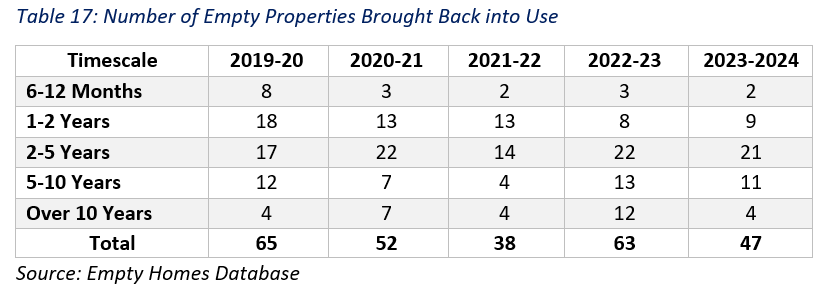 Table 17: Number of Empty Properties Brought Back into Use
Timescale 2019-20 2020-21 2021-22 2022-23 2023-2024
6-12 Months 8 3 2 3 2
1-2 Years 18 13 13 8 9
2-5 Years 17 22 14 22 21
5-10 Years 12 7 4 13 11
Over 10 Years 4 7 4 12 4
Total 65 52 38 63 47
Source: Empty Homes Database